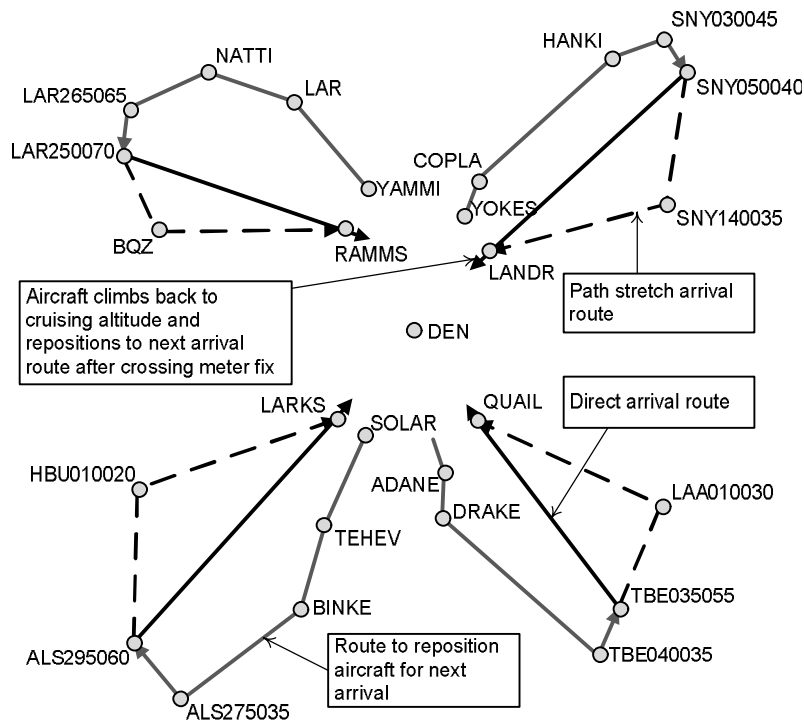 SNY030045
NATTI
HANKI
LAR265065
LAR
SNY050040
LAR250070
COPLA
YAMMI
YOKES
SNY140035
BQZ
RAMMS
LANDR
Aircraft climbs back to
cruising altitude and
repositions to next arrival
route after crossing meter fix
Path stretch arrival
route
DEN
LARKS
QUAIL
Direct arrival route
SOLAR
HBU010020
ADANE
LAA010030
DRAKE
TEHEV
BINKE
TBE035055
ALS295060
Route to reposition
aircraft for next
arrival
TBE040035
ALS275035